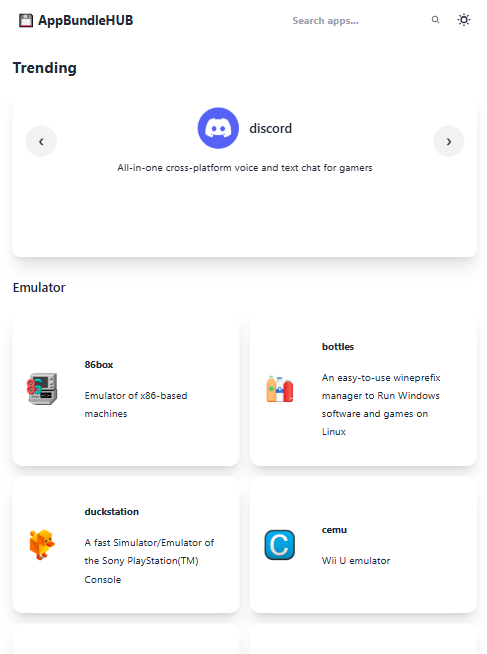 AppBundleHUB
Search apps...
Trending
discord
All-in-one cross-platform voice and text chat for gamers
Emulator
86box
Emulator of x86-based
machines
bottles
An easy-to-use wineprefix
manager to Run Windows
software and games on
Linux
duckstation
A fast Simulator/Emulator of
the Sony PlayStation(TM)
Console
cemu
Wii U emulator